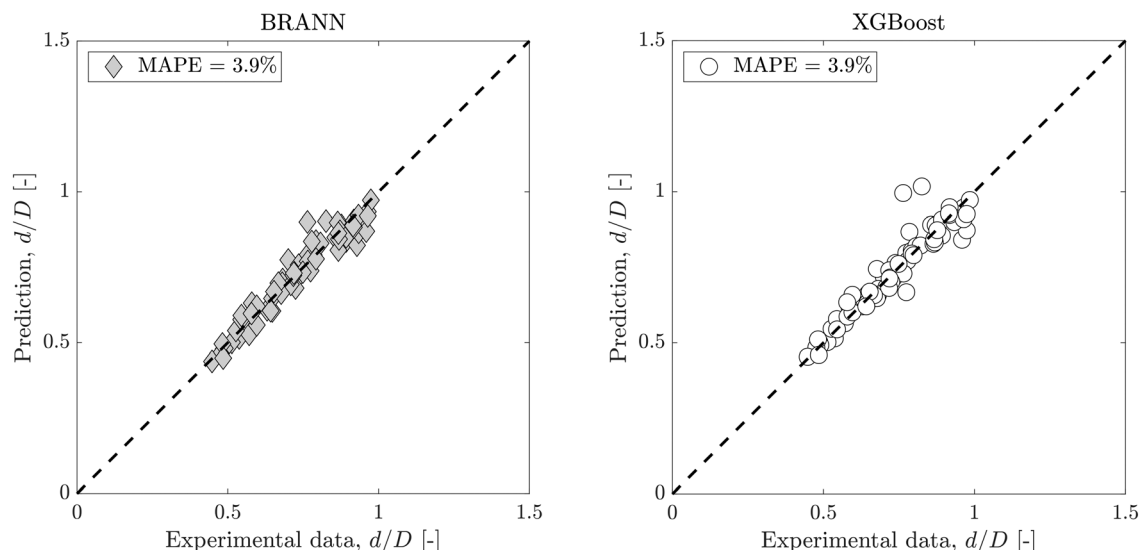 BRANN
MAPE = 3.9%
1.5
1
0.5
0
Prediction, d/D [-]
0
0.5
1
1.5
Experimental data, d/D [-]
XGBoost
MAPE = 3.9%
1.5
1
0.5
0
Prediction, d/D [-]
0
0.5
1
1.5
Experimental data, d/D [-]